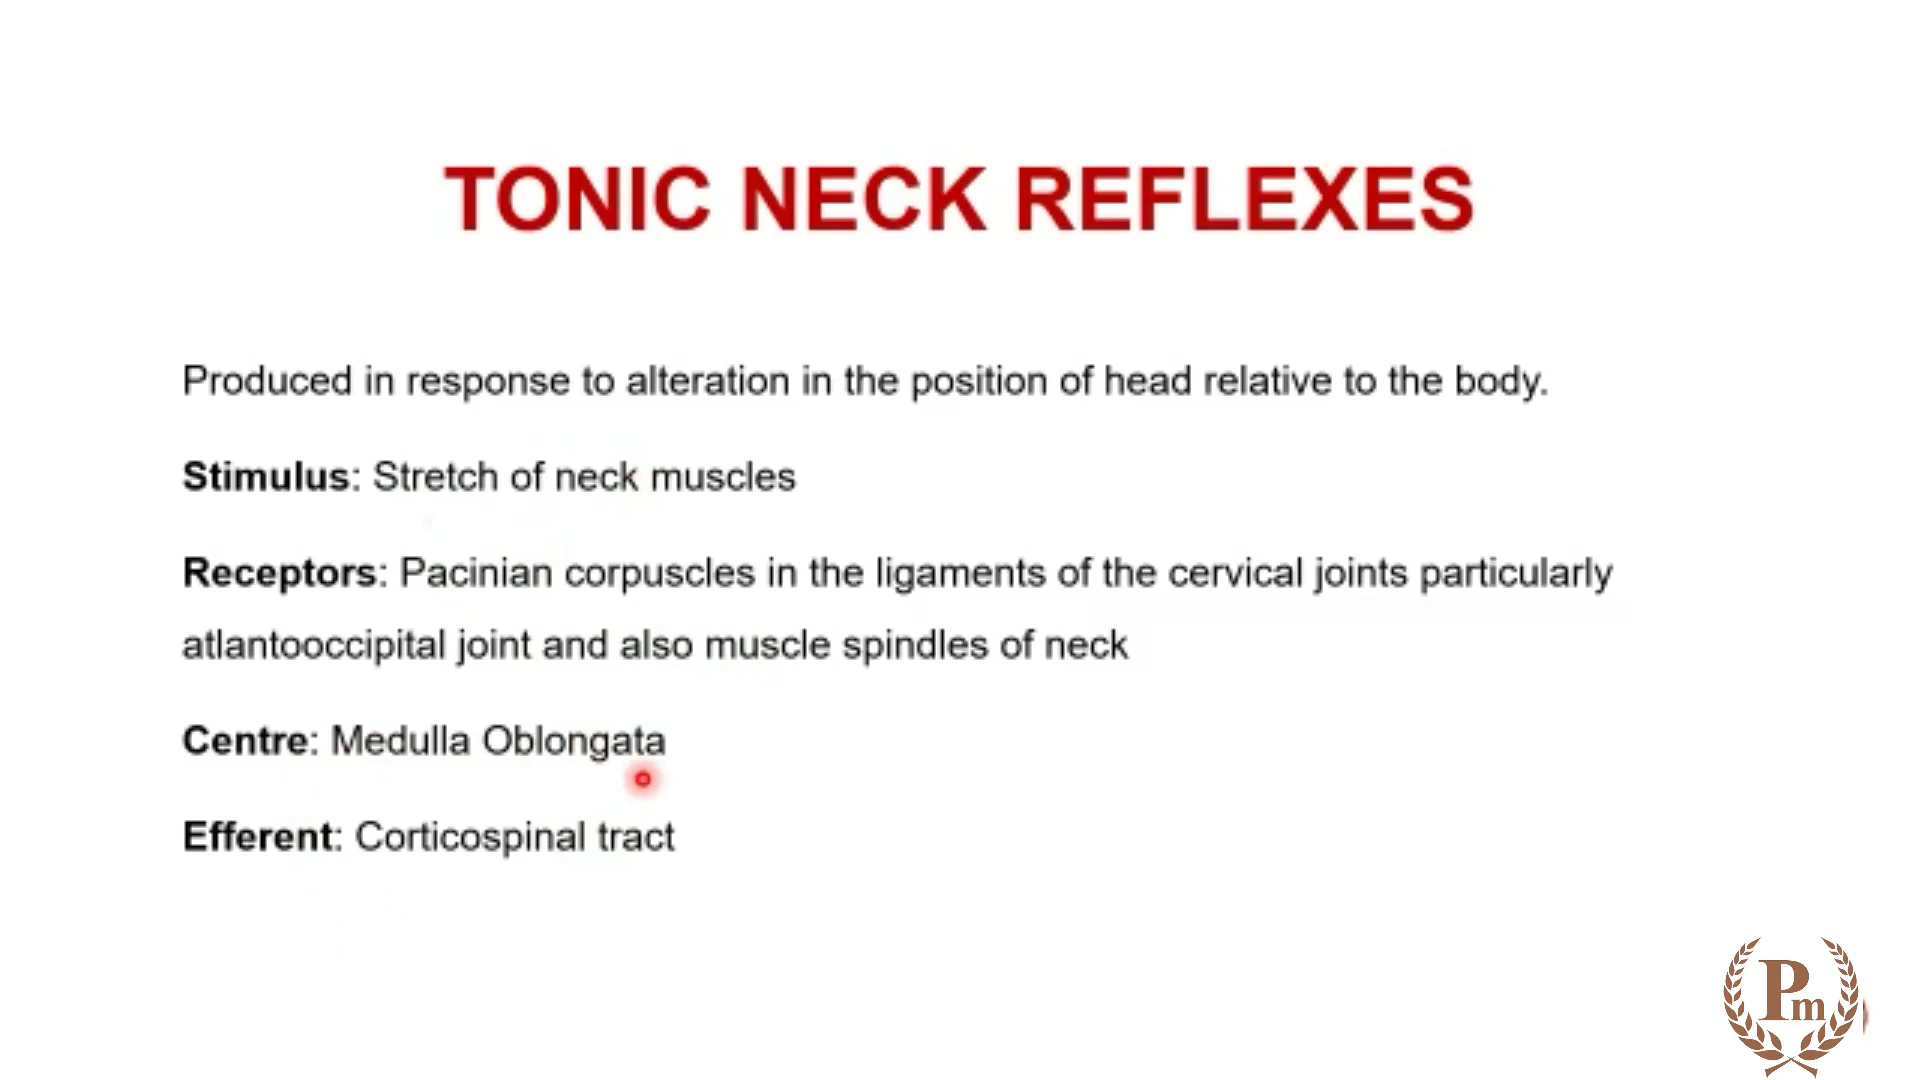 TONIC NECK REFLEXES
Produced in response to alteration in the position of head relative to the body.
Stimulus: Stretch of neck muscles
Receptors: Pacinian corpuscles in the ligaments of the cervical joints particularly
atlantooccipital joint and also muscle spindles of neck
Centre: Medulla Oblongata
Efferent: Corticospinal tract
Pm